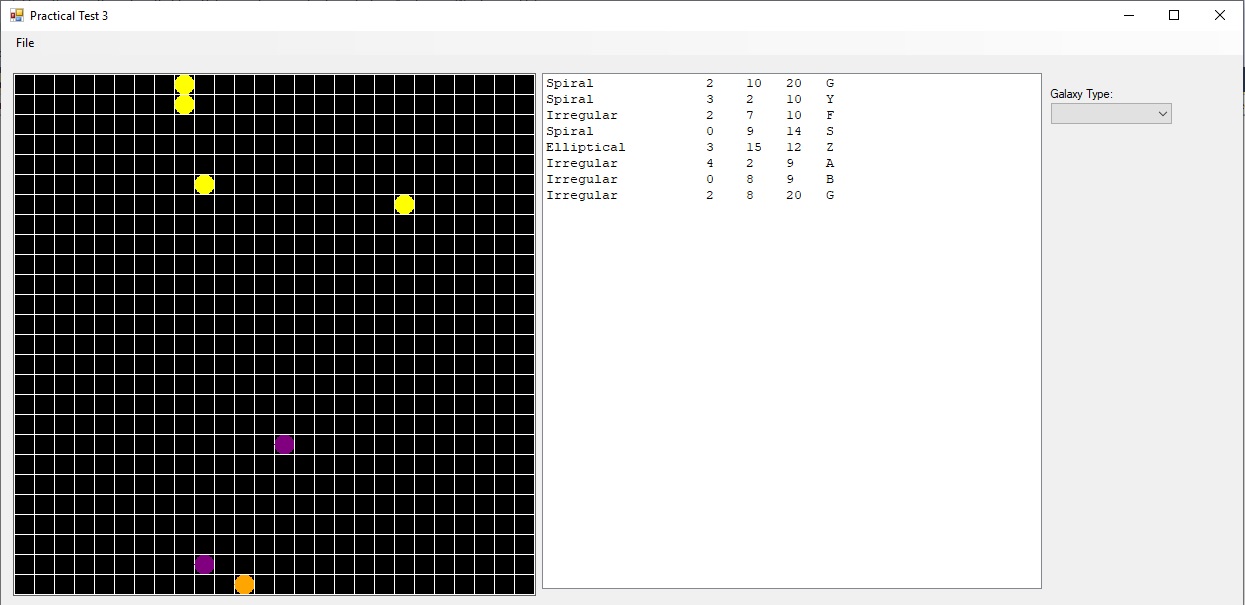 Practical Test 3
File
Spiral 2 10 20 G
Spiral 3 2 10 Y
Irregular 2 7 10 F
Spiral 0 9 14 S
Elliptical 3 15 12 Z
Irregular 4 2 9 A
Irregular 0 8 9 B
Irregular 2 8 20 G
Galaxy Type: